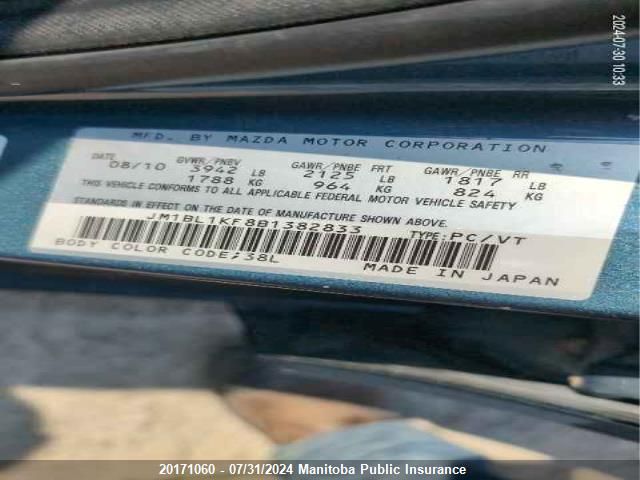 2024-07-30 10:33
MFD. BY MAZDA MOTOR CORPORATION
DATE GVWR/PNBV GAWR/PNBE FRT GAWR/PNBE RR
08/10 3942 LB 2125 LB 1817 LB
1788 KG 964 KG 824 KG
THIS VEHICLE CONFORMS TO ALL APPLICABLE FEDERAL MOTOR VEHICLE SAFETY
STANDARDS IN EFFECT ON THE DATE OF MANUFACTURE SHOWN ABOVE.
JM1BL1KF8B1382833 TYPE:PC/VT
BODY COLOR CODE;38L
MADE IN JAPAN
20171060 - 07/31/2024 Manitoba Public Insurance